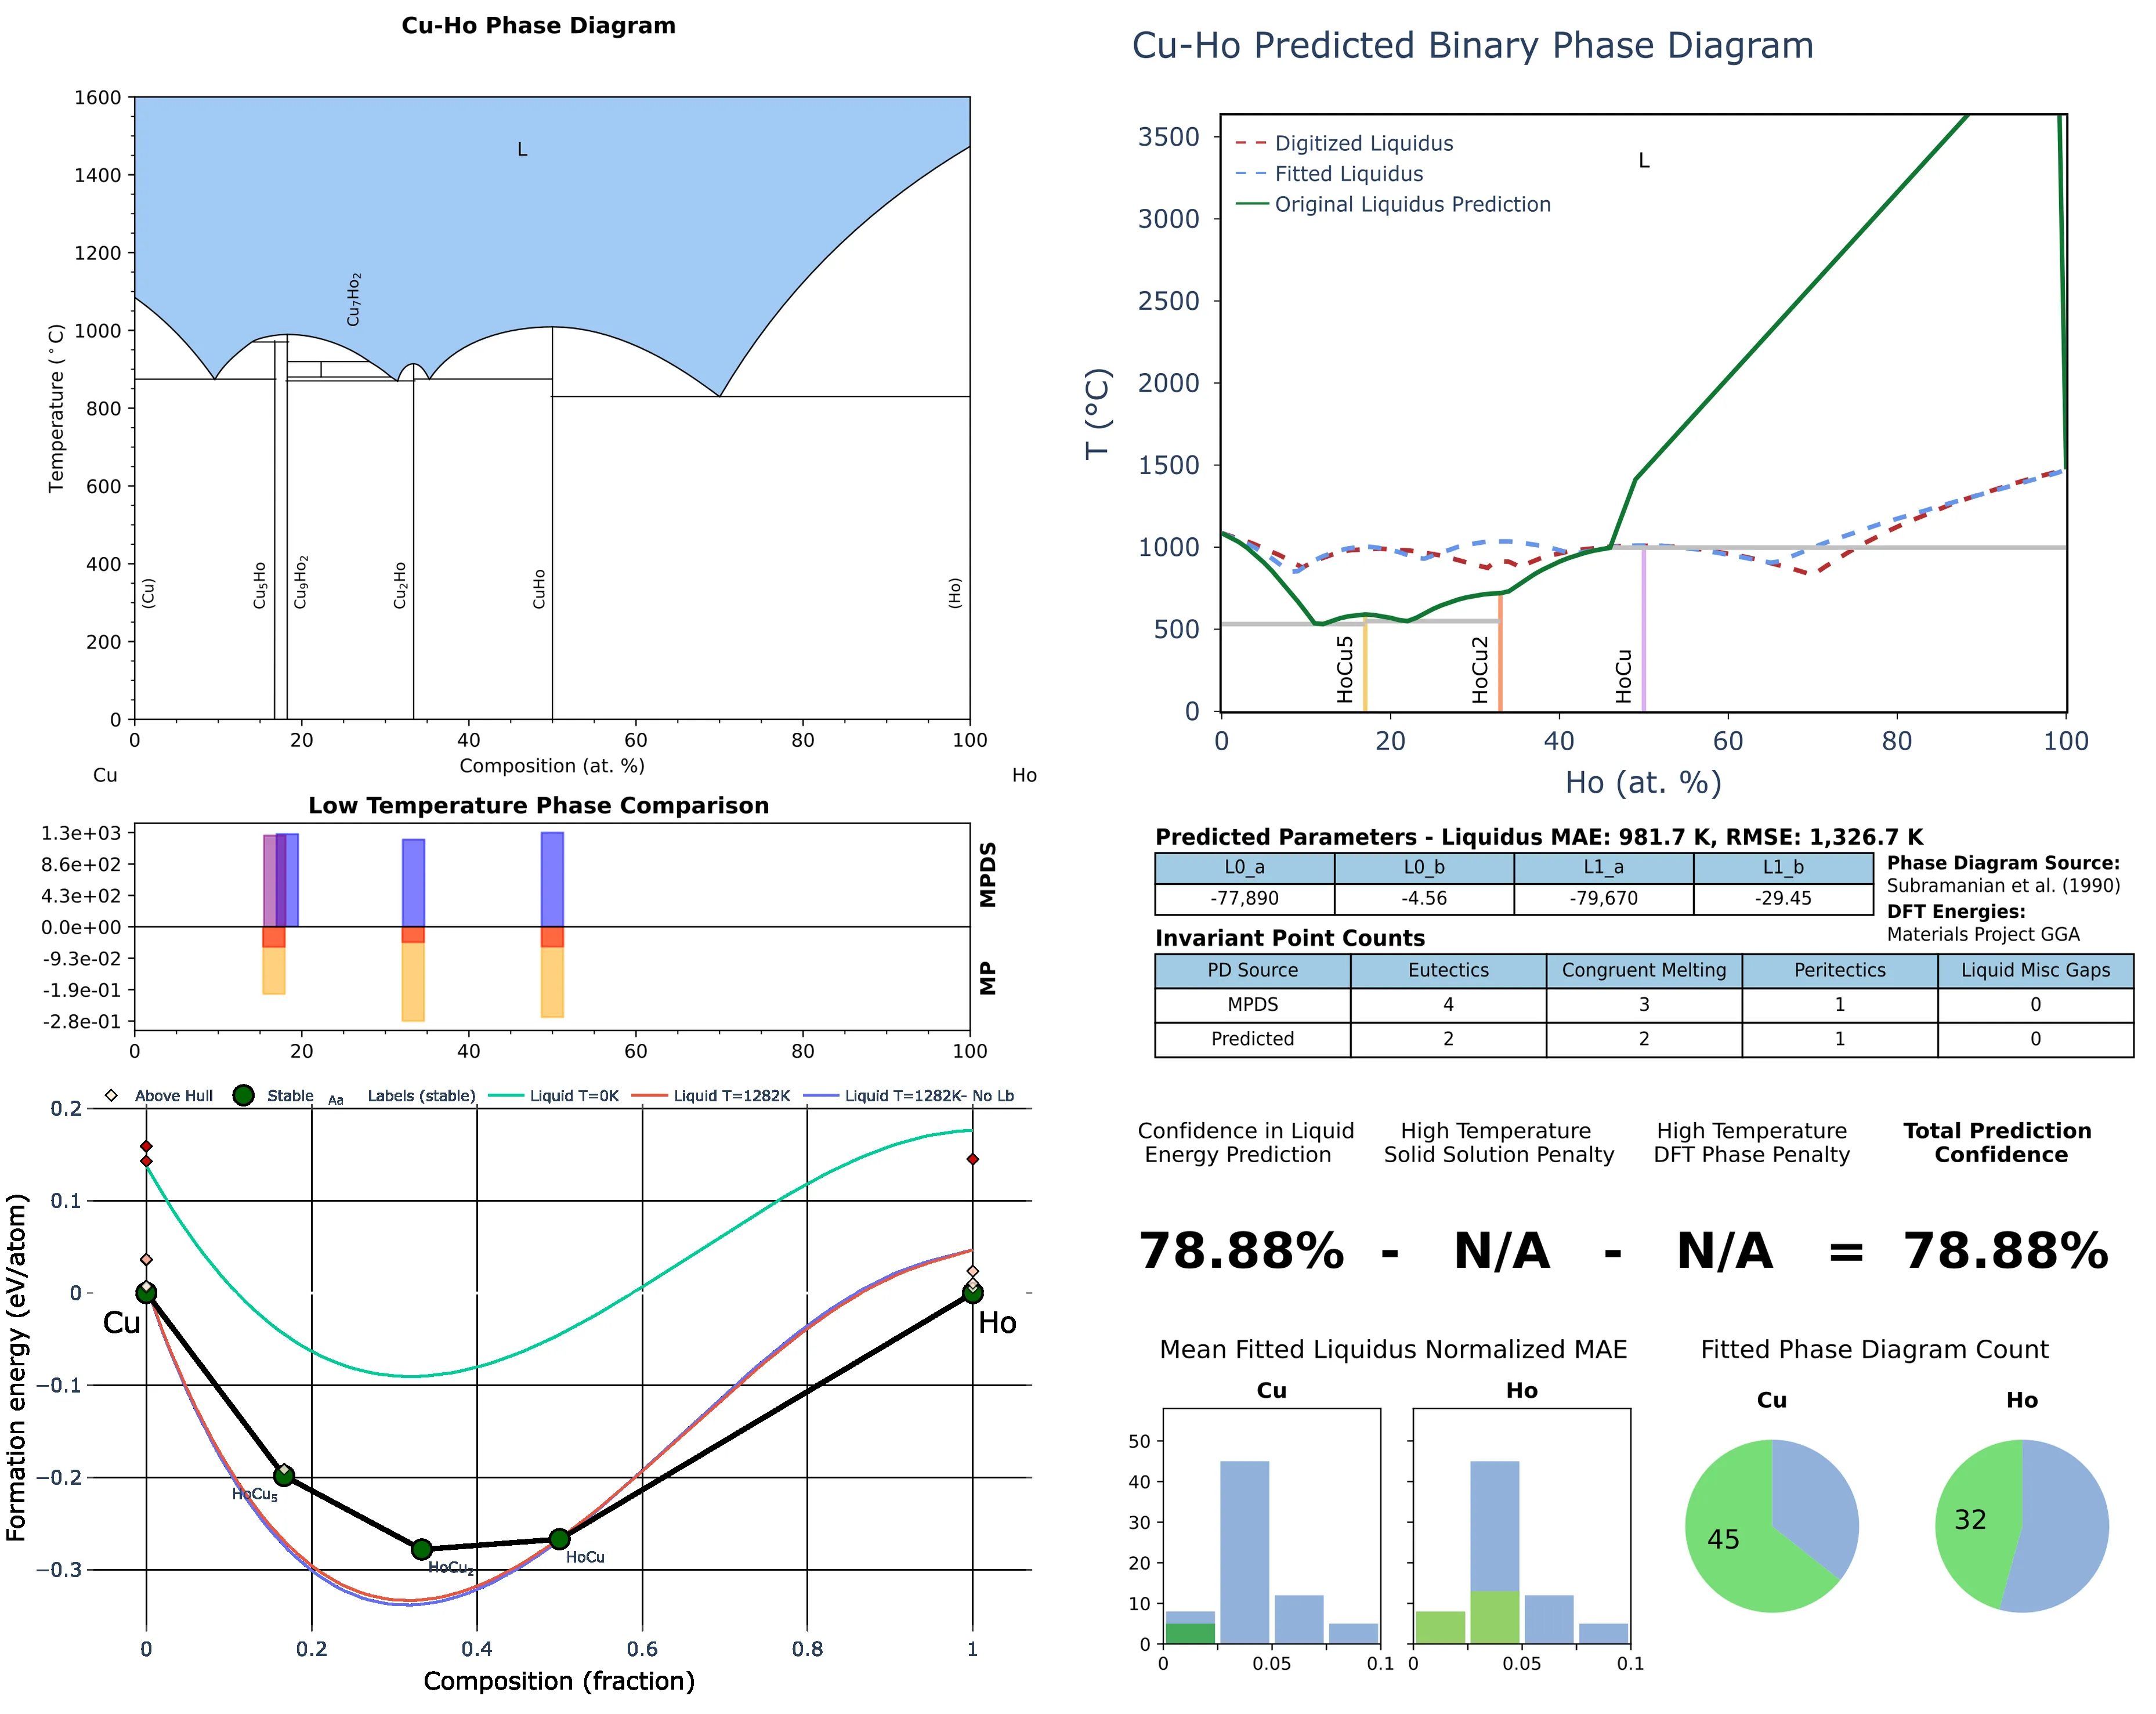 Cu-Ho Phase Diagram
1600
1400
1200
1000
800
600
400
200
0
Temperature (°C)
L
Cu7Ho2
(Cu)
Cu5Ho
Cu9Ho2
Cu2Ho
CuHo
(Ho)
0 20 40 60 80 100
Composition (at. %)
Cu Ho
Low Temperature Phase Comparison
1.3e+03
8.6e+02
4.3e+02
0.0e+00
-9.3e-02
-1.9e-01
-2.8e-01
MPDS
MP
0 20 40 60 80 100
Above Hull Stable Aa Labels (stable) Liquid T=0K Liquid T=1282K Liquid T=1282K- No Lb
0.2
0.1
0
−0.1
−0.2
−0.3
Formation energy (eV/atom)
Cu
Ho
HoCu5
HoCu2
HoCu
0 0.2 0.4 0.6 0.8 1
Composition (fraction)
Cu-Ho Predicted Binary Phase Diagram
3500
3000
2500
2000
1500
1000
500
0
T (°C)
Digitized Liquidus
Fitted Liquidus
Original Liquidus Prediction
L
HoCu5
HoCu2
HoCu
0 20 40 60 80 100
Ho (at. %)
Predicted Parameters - Liquidus MAE: 981.7 K, RMSE: 1,326.7 K
L0_a L0_b L1_a L1_b
-77,890 -4.56 -79,670 -29.45
Phase Diagram Source:
Subramanian et al. (1990)
DFT Energies:
Materials Project GGA
Invariant Point Counts
PD Source Eutectics Congruent Melting Peritectics Liquid Misc Gaps
MPDS 4 3 1 0
Predicted 2 2 1 0
Confidence in Liquid
Energy Prediction
High Temperature
Solid Solution Penalty
High Temperature
DFT Phase Penalty
Total Prediction
Confidence
78.88% - N/A - N/A = 78.88%
Mean Fitted Liquidus Normalized MAE
Fitted Phase Diagram Count
Cu Ho
50
40
30
20
10
0
0 0.05 0.1
0 0.05 0.1
Cu Ho
45
32